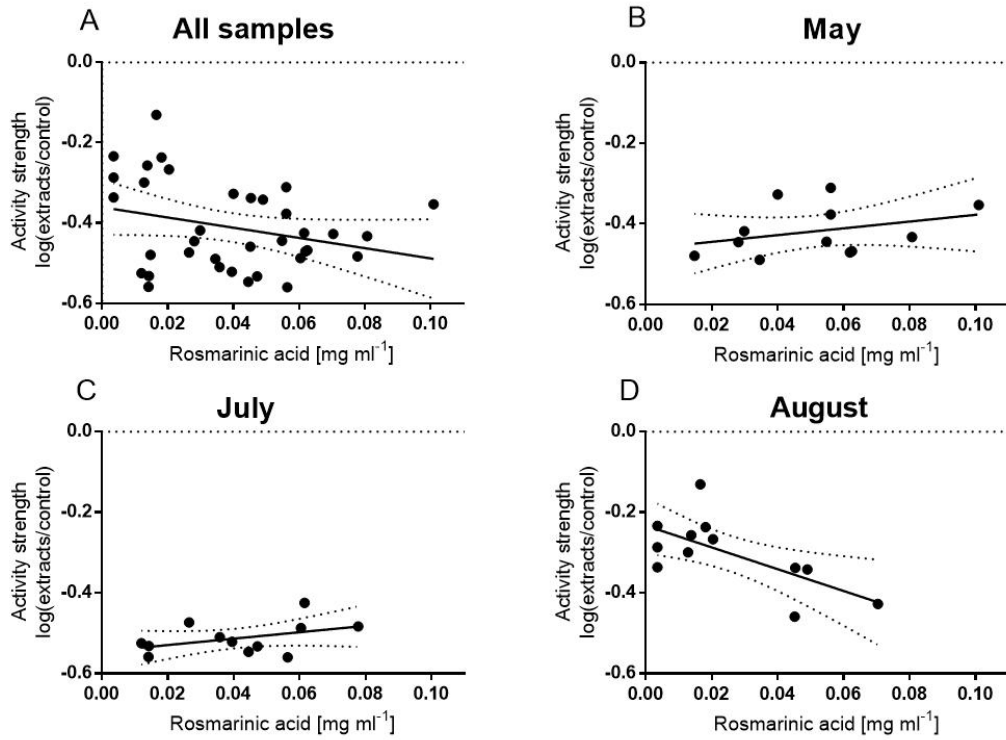 A
All samples
0.0
-0.2
-0.4
-0.6
Activity strength
log(extracts/control)
0.00 0.02 0.04 0.06 0.08 0.10
Rosmarinic acid [mg ml⁻¹]
B
May
0.0
-0.2
-0.4
-0.6
Activity strength
log(extracts/control)
0.00 0.02 0.04 0.06 0.08 0.10
Rosmarinic acid [mg ml⁻¹]
C
July
0.0
-0.2
-0.4
-0.6
Activity strength
log(extracts/control)
0.00 0.02 0.04 0.06 0.08 0.10
Rosmarinic acid [mg ml⁻¹]
D
August
0.0
-0.2
-0.4
-0.6
Activity strength
log(extracts/control)
0.00 0.02 0.04 0.06 0.08 0.10
Rosmarinic acid [mg ml⁻¹]